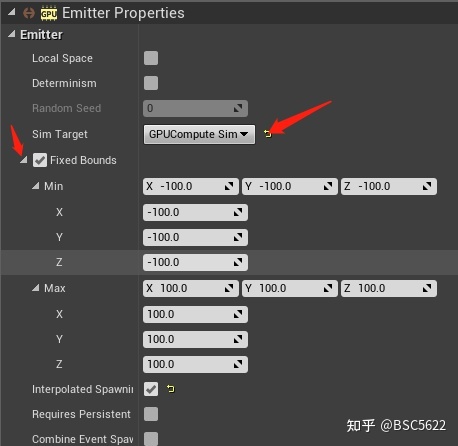 GPU Emitter Properties
Emitter
Local Space
Determinism
Random Seed 0
Sim Target GPUCompute Sim
Fixed Bounds
Min X -100.0 Y -100.0 Z -100.0
X -100.0
Y -100.0
Z -100.0
Max X 100.0 Y 100.0 Z 100.0
X 100.0
Y 100.0
Z 100.0
Interpolated Spawni
Requires Persistent
Combine Event Spaw
知乎 @BSC5622